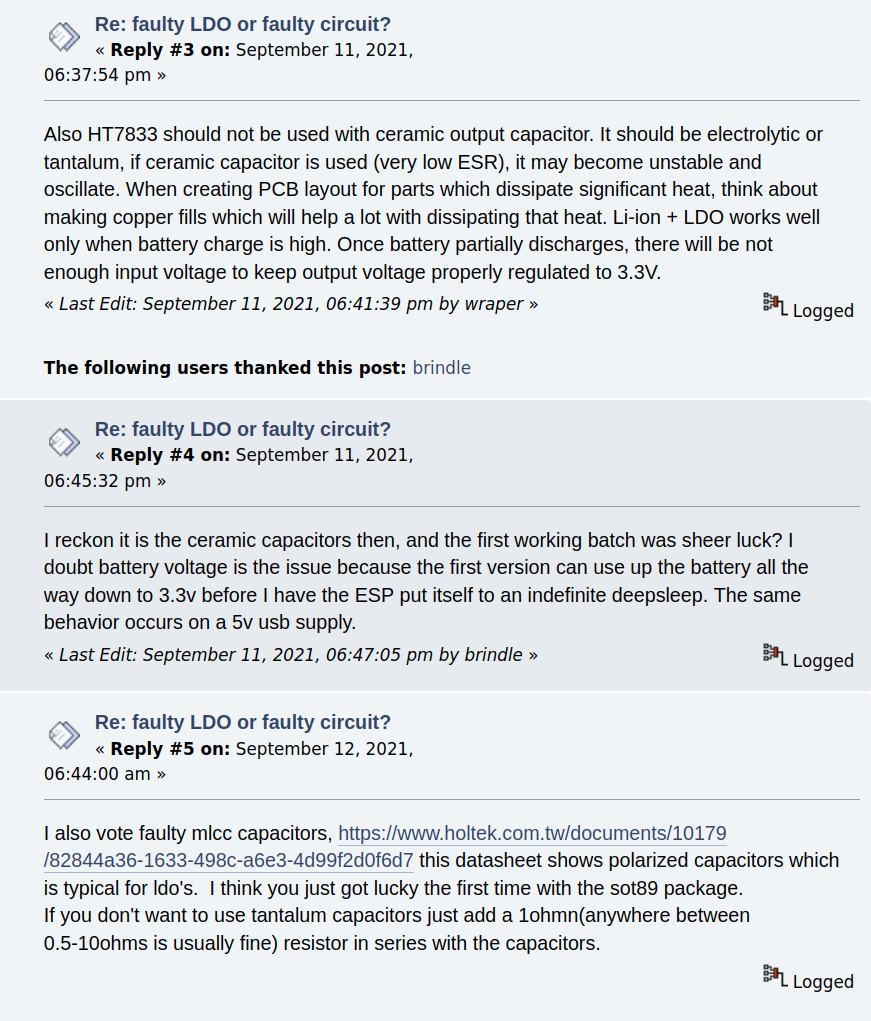 Re: faulty LDO or faulty circuit?
« Reply #3 on: September 11, 2021,
06:37:54 pm »
Also HT7833 should not be used with ceramic output capacitor. It should be electrolytic or
tantalum, if ceramic capacitor is used (very low ESR), it may become unstable and
oscillate. When creating PCB layout for parts which dissipate significant heat, think about
making copper fills which will help a lot with dissipating that heat. Li-ion + LDO works well
only when battery charge is high. Once battery partially discharges, there will be not
enough input voltage to keep output voltage properly regulated to 3.3V.
« Last Edit: September 11, 2021, 06:41:39 pm by wraper »
Logged
The following users thanked this post: brindle
Re: faulty LDO or faulty circuit?
« Reply #4 on: September 11, 2021,
06:45:32 pm »
I reckon it is the ceramic capacitors then, and the first working batch was sheer luck? I
doubt battery voltage is the issue because the first version can use up the battery all the
way down to 3.3v before I have the ESP put itself to an indefinite deepsleep. The same
behavior occurs on a 5v usb supply.
« Last Edit: September 11, 2021, 06:47:05 pm by brindle »
Logged
Re: faulty LDO or faulty circuit?
« Reply #5 on: September 12, 2021,
06:44:00 am »
I also vote faulty mlcc capacitors, https://www.holtek.com.tw/documents/10179
/82844a36-1633-498c-a6e3-4d99f2d0f6d7 this datasheet shows polarized capacitors which
is typical for ldo's.  I think you just got lucky the first time with the sot89 package.
If you don't want to use tantalum capacitors just add a 1ohmn(anywhere between
0.5-10ohms is usually fine) resistor in series with the capacitors.
Logged